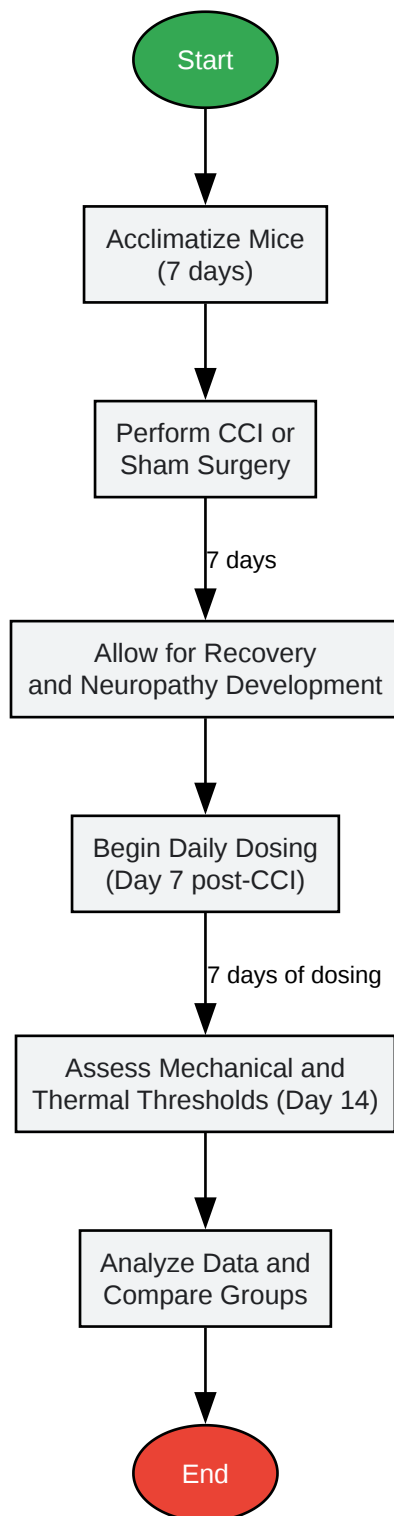 Start
Acclimatize Mice
(7 days)
Perform CCI or
Sham Surgery
7 days
Allow for Recovery
and Neuropathy Development
Begin Daily Dosing
(Day 7 post-CCI)
7 days of dosing
Assess Mechanical and
Thermal Thresholds (Day 14)
Analyze Data and
Compare Groups
End